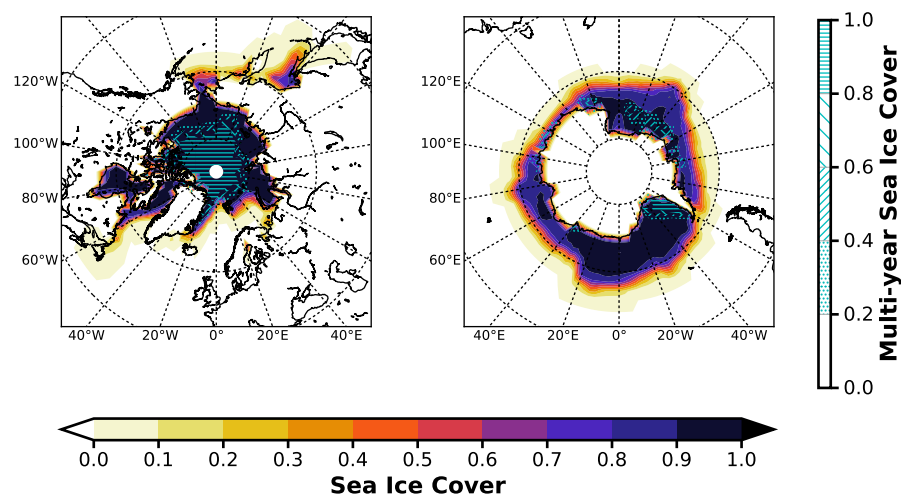 120°W
100°W
80°W
60°W
40°W 20°W 0° 20°E 40°E
120°E
100°E
80°E
60°E
40°E 20°E 0° 20°W 40°W
1.0
0.8
0.6
0.4
0.2
0.0
Multi-year Sea Ice Cover
0.0 0.1 0.2 0.3 0.4 0.5 0.6 0.7 0.8 0.9 1.0
Sea Ice Cover